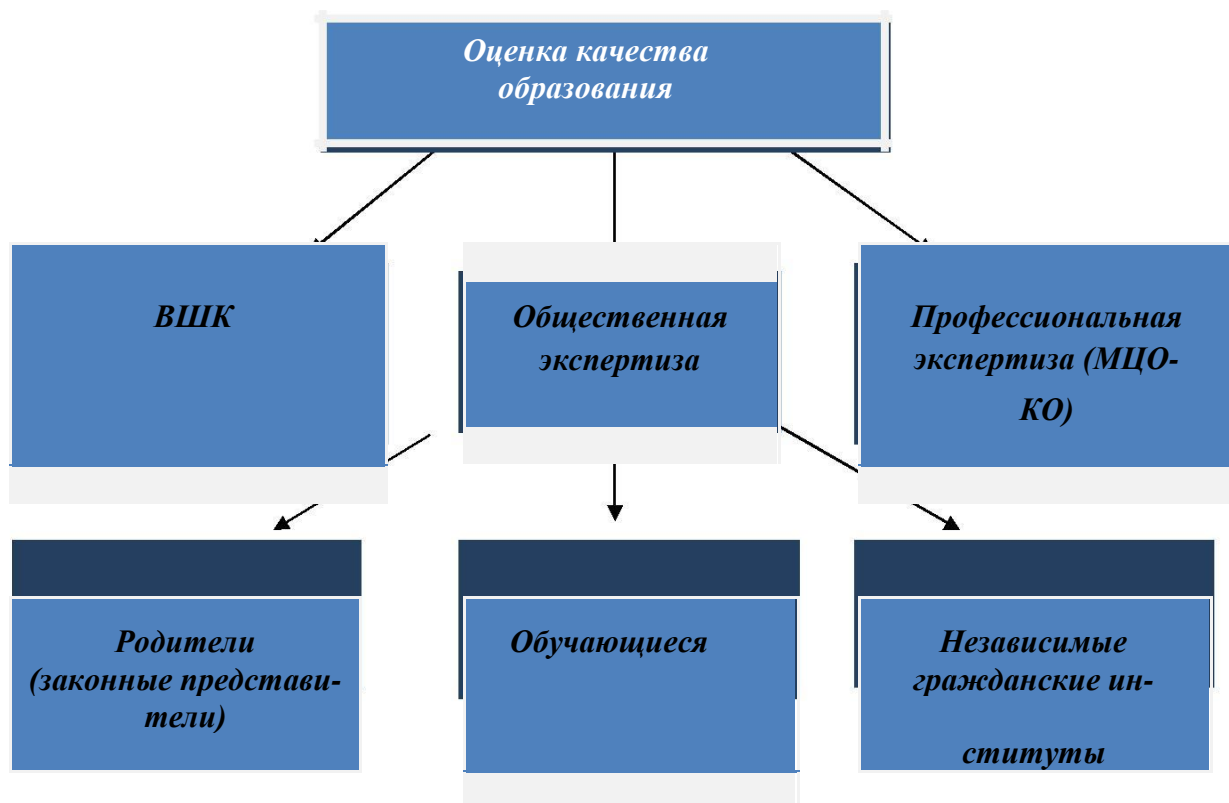 Оценка качества
образования
ВШК
Общественная
экспертиза
Профессиональная
экспертиза (МЦО-
КО)
Родители
(законные представи-
тели)
Обучающиеся
Независимые
гражданские ин-
ституты